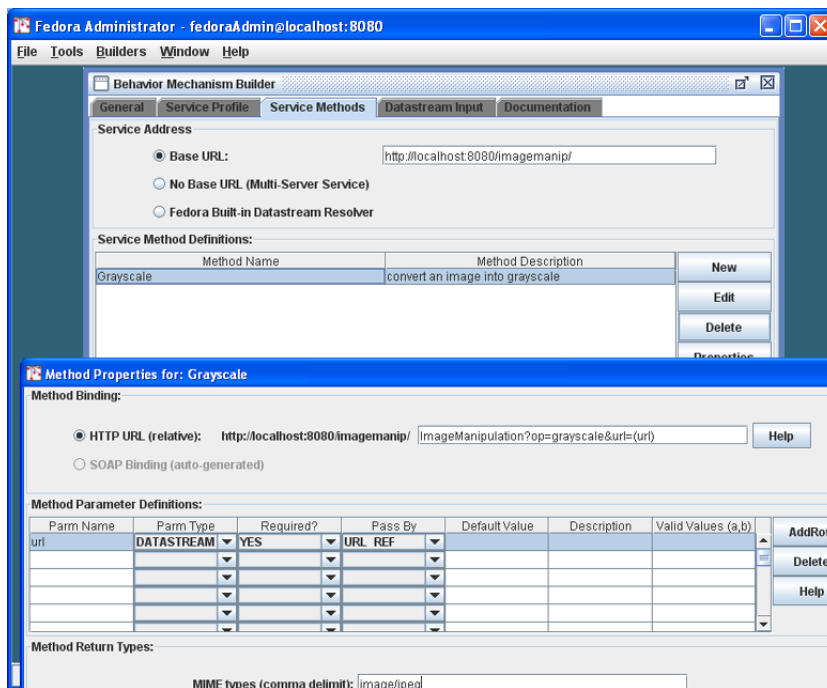 Fedora Administrator - fedoraAdmin@localhost:8080
File Tools Builders Window Help
Behavior Mechanism Builder
General Service Profile Service Methods Datastream Input Documentation
Service Address
Base URL: http://localhost:8080/imagemanip/
No Base URL (Multi-Server Service)
Fedora Built-in Datastream Resolver
Service Method Definitions:
Method Name Method Description New
Grayscale convert an image into grayscale
Edit
Delete
Properties
Method Properties for: Grayscale
Method Binding:
HTTP URL (relative): http://localhost:8080/imagemanip/ ImageManipulation?op=grayscale&url=(url) Help
SOAP Binding (auto-generated)
Method Parameter Definitions:
Parm Name Parm Type Required? Pass By Default Value Description Valid Values (a,b) AddRow
url DATASTREAM YES URL_REF
Delete
Help
Method Return Types:
MIME types (comma delimit): image/jpeg